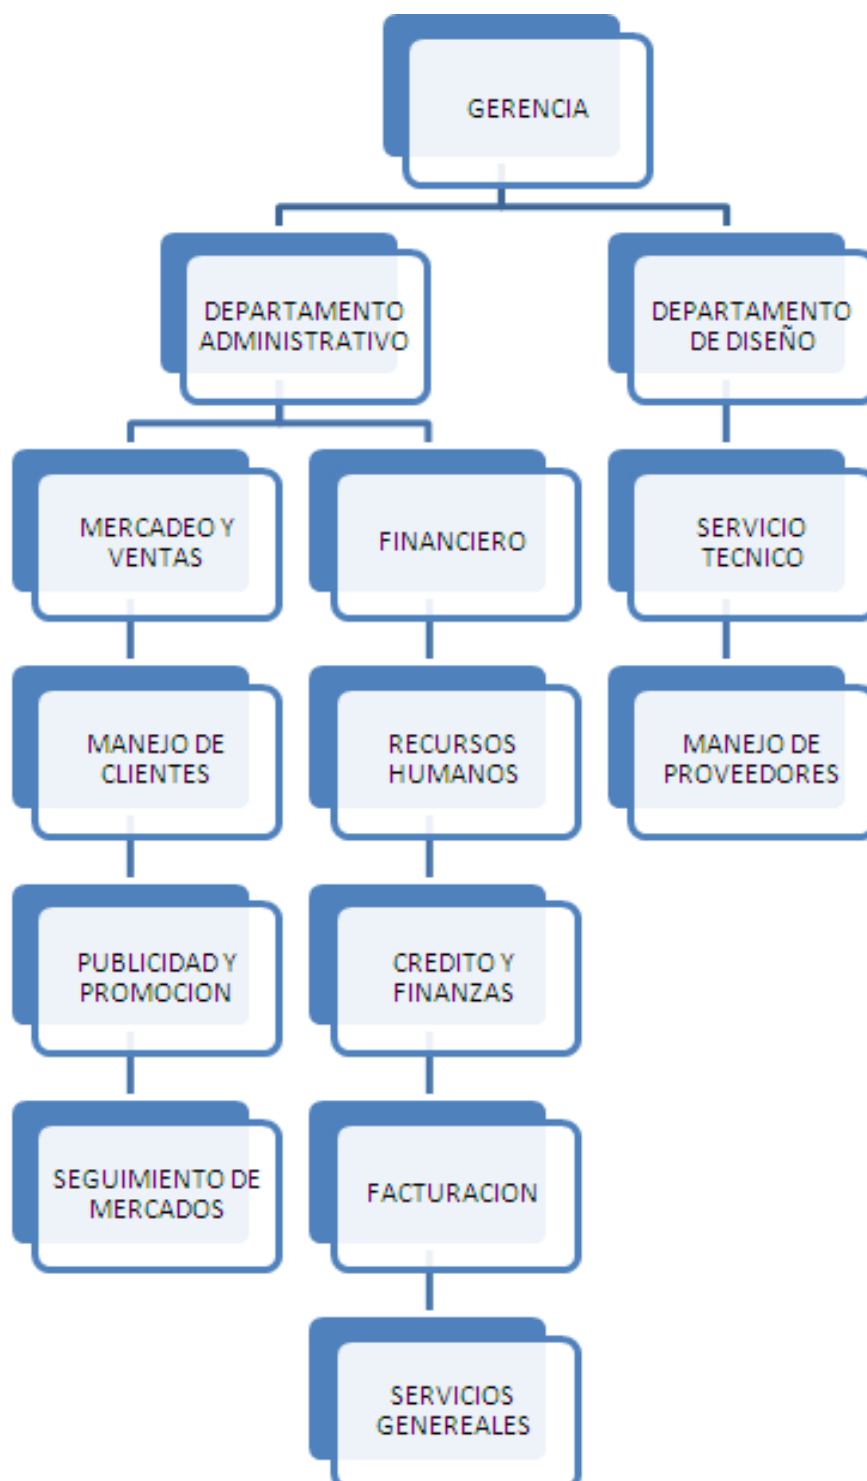 GERENCIA
DEPARTAMENTO
ADMINISTRATIVO
DEPARTAMENTO
DE DISEÑO
MERCADEO Y
VENTAS
FINANCIERO
SERVICIO
TECNICO
MANEJO DE
CLIENTES
RECURSOS
HUMANOS
MANEJO DE
PROVEEDORES
PUBLICIDAD Y
PROMOCION
CREDITO Y
FINANZAS
SEGUIMIENTO DE
MERCADOS
FACTURACION
SERVICIOS
GENEREALES